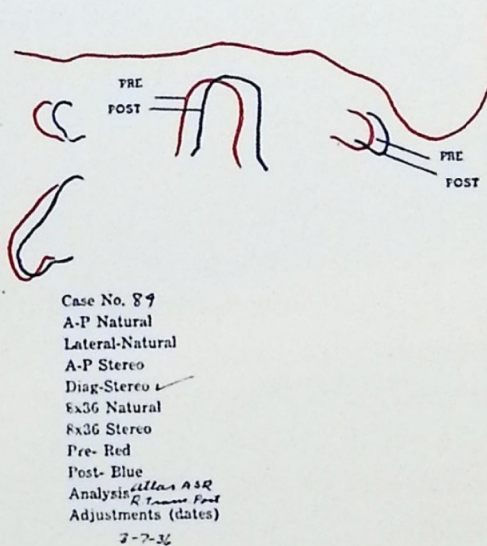 PRE
POST
PRE
POST
Case No. 89
A-P Natural
Lateral-Natural
A-P Stereo
Diag-Stereo ✓
8x36 Natural
8x36 Stereo
Pre- Red
Post- Blue
Analysis Atlas ASR
R Trans. Post
Adjustments (dates)
3-7-36